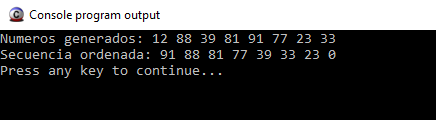 Console program output
Numeros generados: 12 88 39 81 91 77 23 33
Secuencia ordenada: 91 88 81 77 39 33 23 0
Press any key to continue...